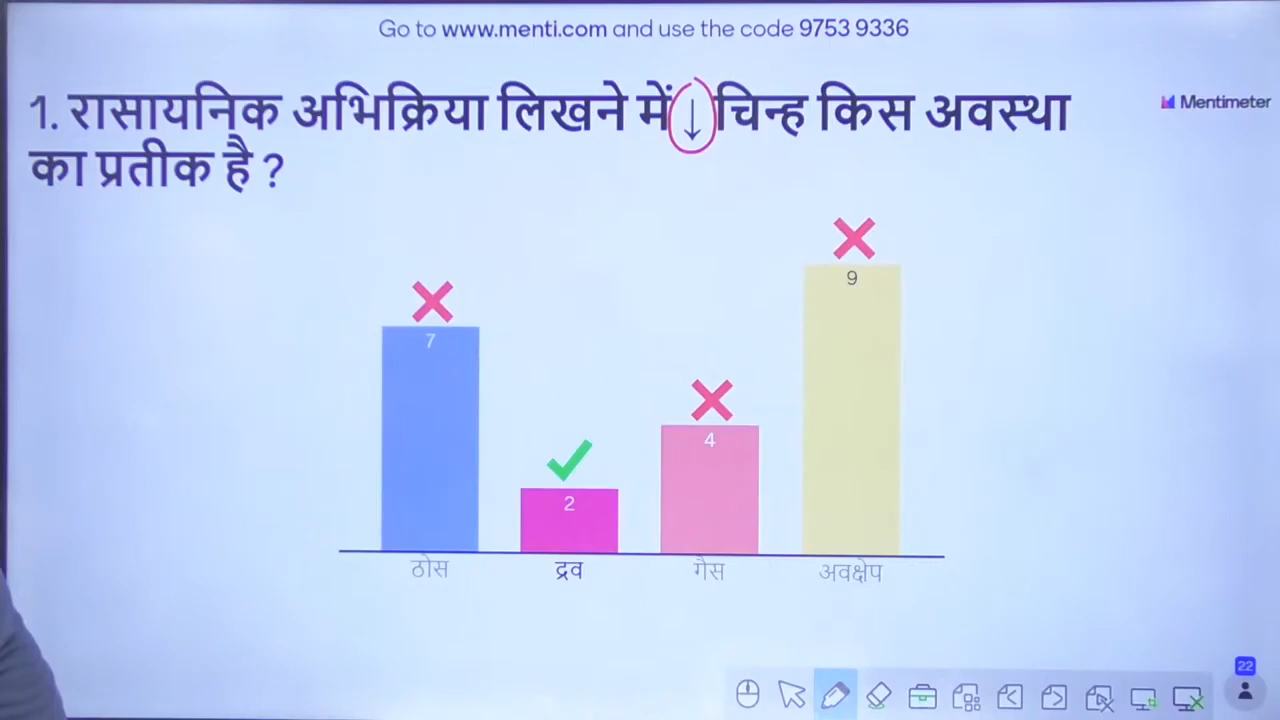 Go to www.menti.com and use the code 9753 9336
1. रासायनिक अभिक्रिया लिखने में ↓ चिन्ह किस अवस्था
का प्रतीक है ?
Mentimeter
7
2
4
9
ठोस
द्रव
गैस
अवक्षेप
22